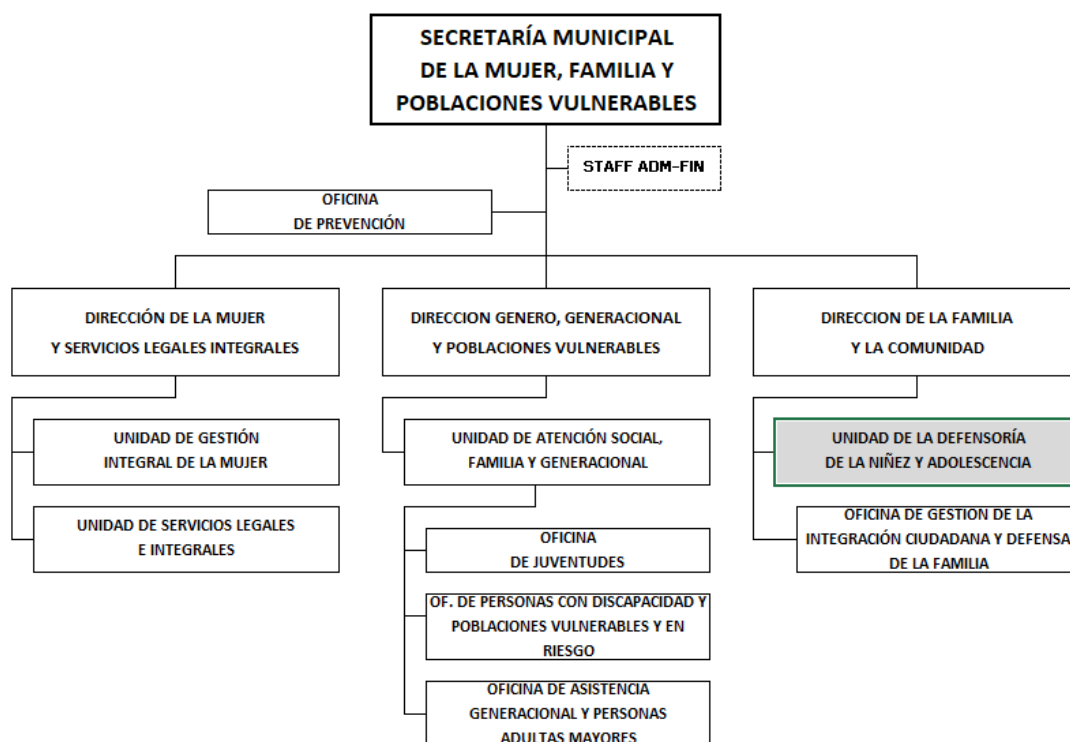 SECRETARÍA MUNICIPAL
DE LA MUJER, FAMILIA Y
POBLACIONES VULNERABLES
STAFF ADM-FIN
OFICINA
DE PREVENCIÓN
DIRECCIÓN DE LA MUJER
Y SERVICIOS LEGALES INTEGRALES
DIRECCION GENERO, GENERACIONAL
Y POBLACIONES VULNERABLES
DIRECCION DE LA FAMILIA
Y LA COMUNIDAD
UNIDAD DE GESTIÓN
INTEGRAL DE LA MUJER
UNIDAD DE SERVICIOS LEGALES
E INTEGRALES
UNIDAD DE ATENCIÓN SOCIAL,
FAMILIA Y GENERACIONAL
OFICINA
DE JUVENTUDES
OF. DE PERSONAS CON DISCAPACIDAD Y
POBLACIONES VULNERABLES Y EN
RIESGO
OFICINA DE ASISTENCIA
GENERACIONAL Y PERSONAS
ADULTAS MAYORES
UNIDAD DE LA DEFENSORÍA
DE LA NIÑEZ Y ADOLESCENCIA
OFICINA DE GESTION DE LA
INTEGRACIÓN CIUDADANA Y DEFENSA
DE LA FAMILIA